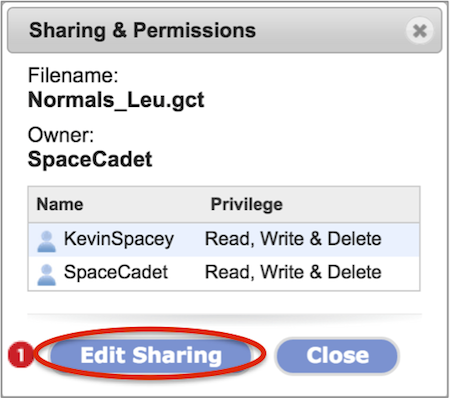 Sharing & Permissions
Filename:
Normals_Leu.gct
Owner:
SpaceCadet
Name Privilege
KevinSpacey Read, Write & Delete
SpaceCadet Read, Write & Delete
1 Edit Sharing Close